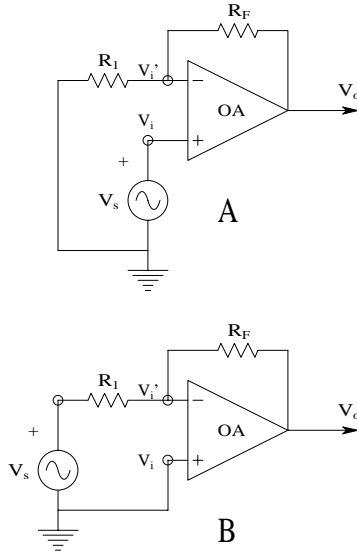 R_F
R_1
V_i'
−
OA
V_o
V_i
+
+
V_s
A
R_F
R_1
V_i'
−
OA
V_o
+
V_i
+
V_s
B